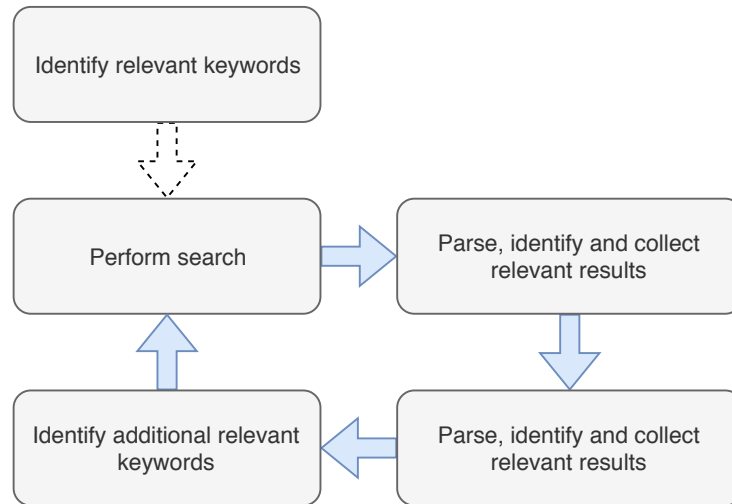 Identify relevant keywords
Perform search
Parse, identify and collect
relevant results
Identify additional relevant
keywords
Parse, identify and collect
relevant results